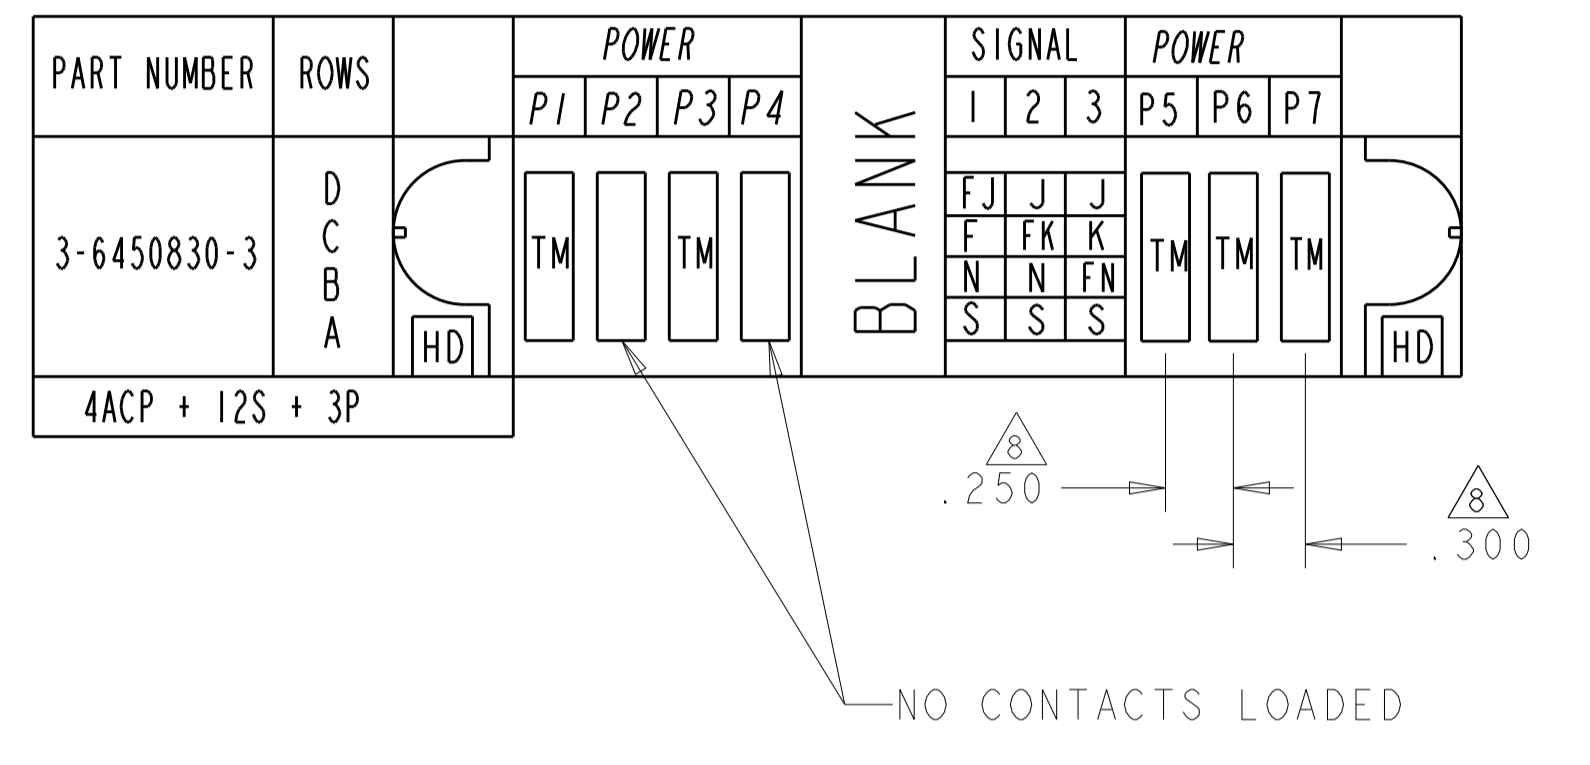 PART NUMBER ROWS POWER BLANK SIGNAL POWER
P1 P2 P3 P4 1 2 3 P5 P6 P7
D FJ J J
C F FK K
3-6450830-3 TM TM TM TM TM
B N N FN
A S S S
HD HD
4ACP + 12S + 3P
8
.250
8
.300
NO CONTACTS LOADED